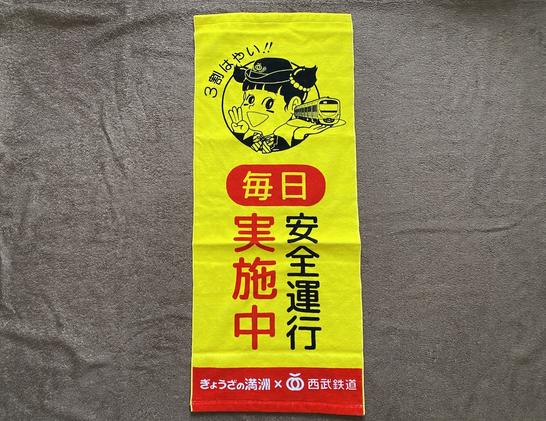 3割はやい!!
毎日
安全運行
実施中
ぎょうざの満洲 × 西武鉄道